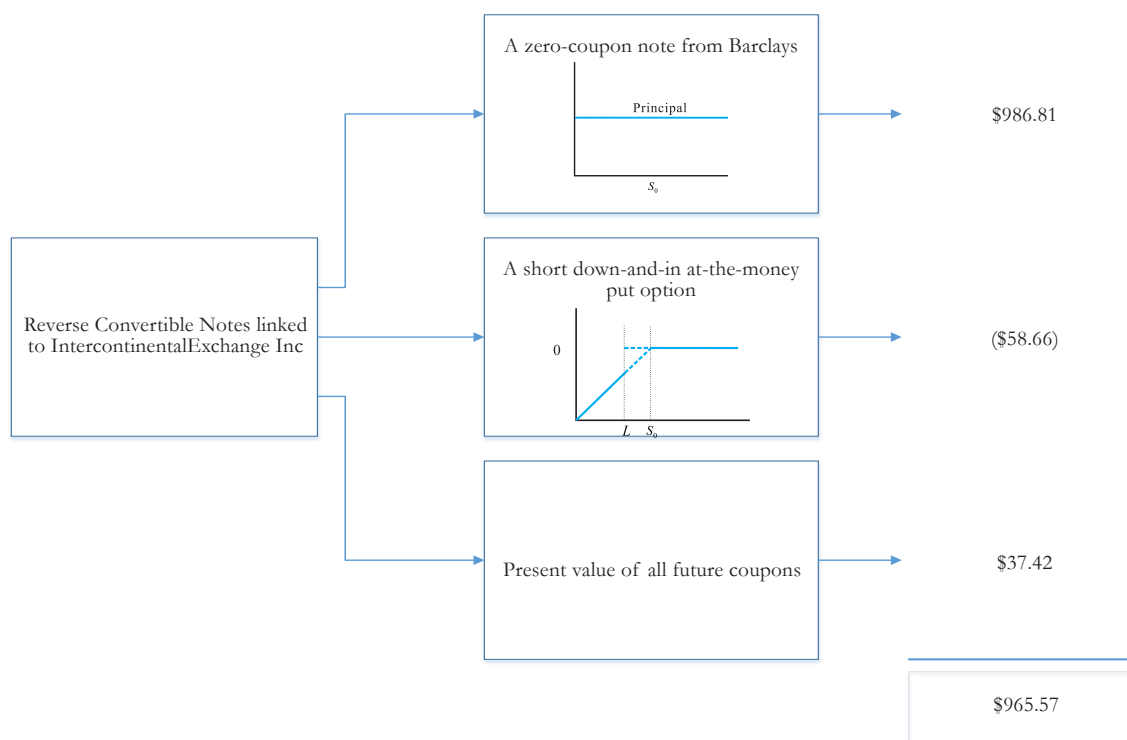 A zero-coupon note from Barclays
Principal
S₀
$986.81
Reverse Convertible Notes linked
to IntercontinentalExchange Inc
A short down-and-in at-the-money
put option
0
L S₀
($58.66)
Present value of all future coupons
$37.42
$965.57